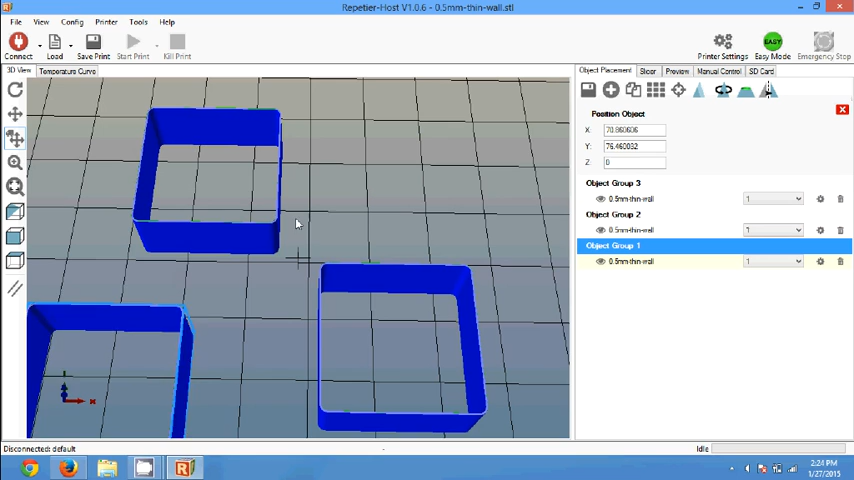 Repetier-Host V1.0.6 - 0.5mm-thin-wall.stl
File View Config Printer Tools Help
Connect Load Save Print Start Print Kill Print Printer Settings Easy Mode Emergency Stop
EASY
3D View Temperature Curve Object Placement Slicer Preview Manual Control SD Card
Position Object
X: 70.860606
Y: 76.460032
Z: 0
Object Group 3
0.5mm-thin-wall 1
Object Group 2
0.5mm-thin-wall 1
Object Group 1
0.5mm-thin-wall 1
x
Disconnected: default - Idle
2:24 PM
1/27/2015